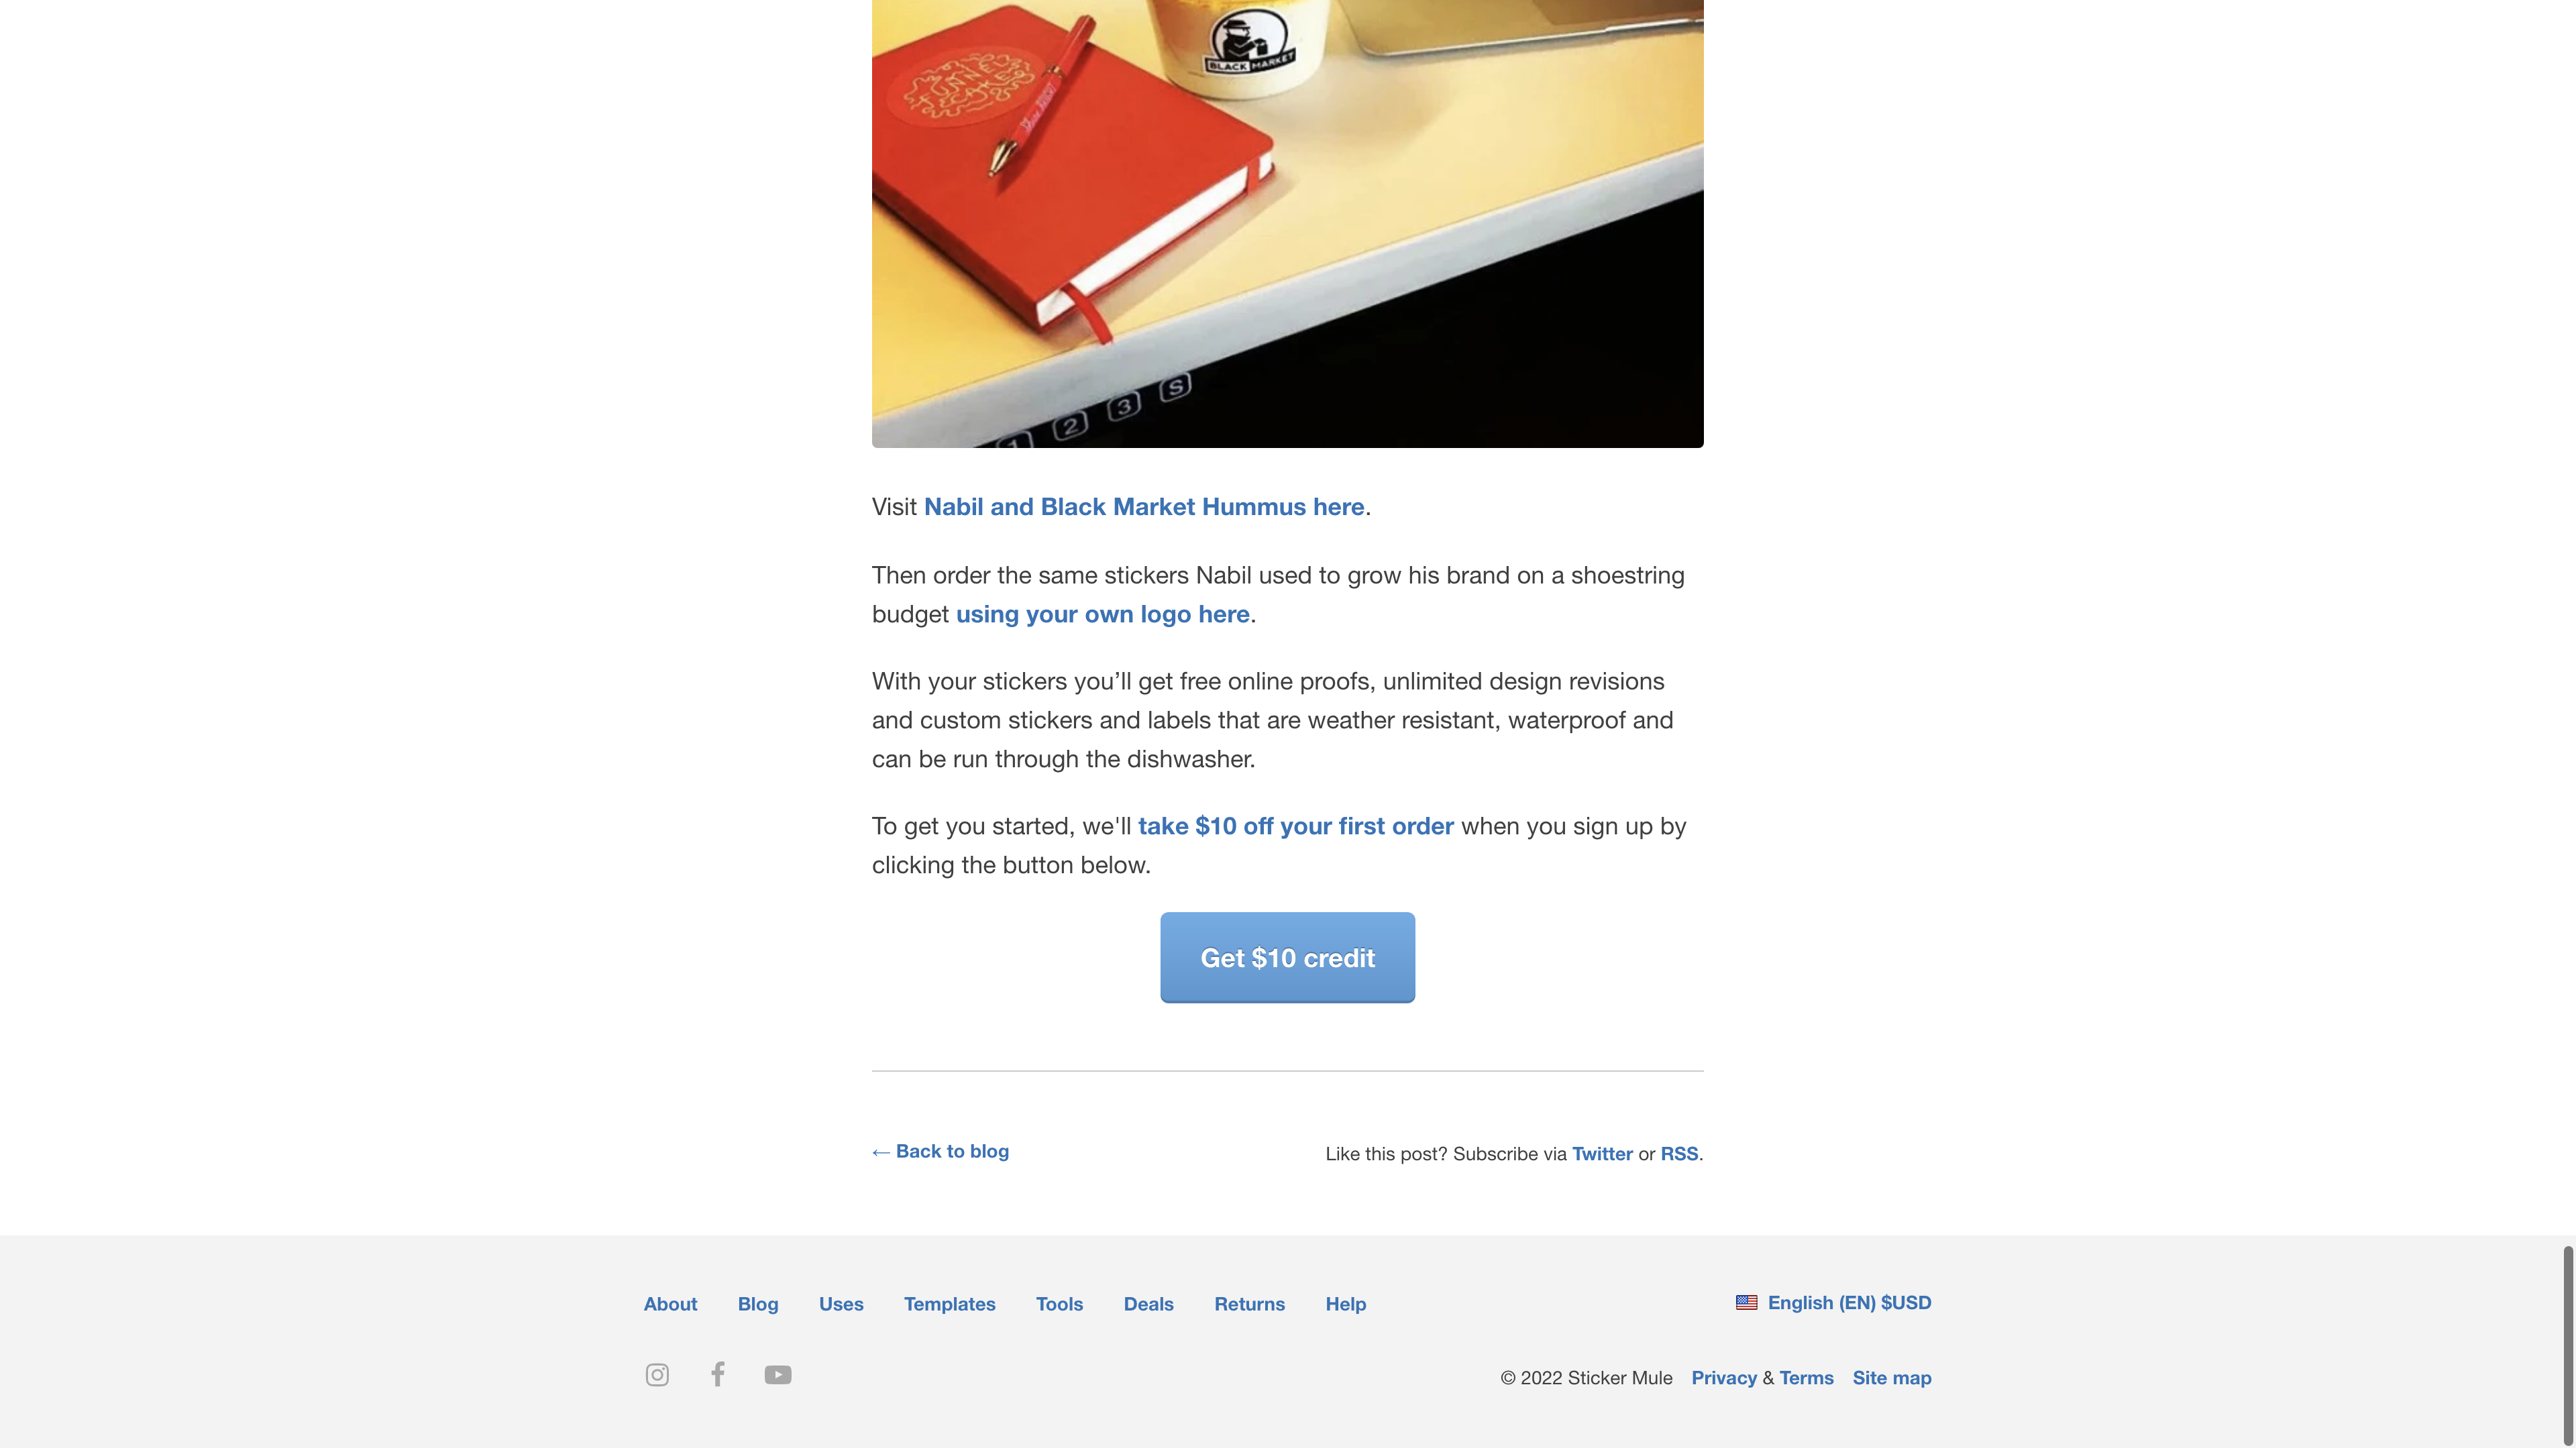 BLACK MARKET
FUNNEL
1 2 3 S
Visit Nabil and Black Market Hummus here.
Then order the same stickers Nabil used to grow his brand on a shoestring
budget using your own logo here.
With your stickers you’ll get free online proofs, unlimited design revisions
and custom stickers and labels that are weather resistant, waterproof and
can be run through the dishwasher.
To get you started, we'll take $10 off your first order when you sign up by
clicking the button below.
Get $10 credit
← Back to blog
Like this post? Subscribe via Twitter or RSS.
About Blog Uses Templates Tools Deals Returns Help
English (EN) $USD
© 2022 Sticker Mule Privacy & Terms Site map